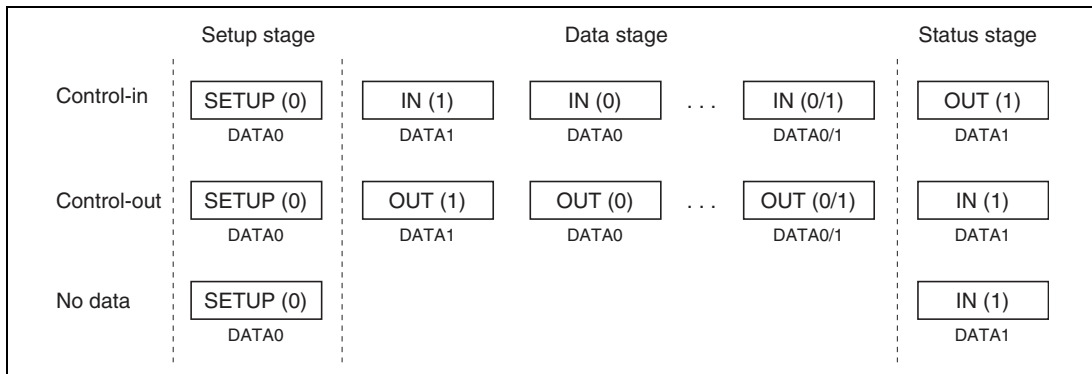 Setup stage Data stage Status stage
Control-in SETUP (0) IN (1) IN (0) . . . IN (0/1) OUT (1)
DATA0 DATA1 DATA0 DATA0/1 DATA1
Control-out SETUP (0) OUT (1) OUT (0) . . . OUT (0/1) IN (1)
DATA0 DATA1 DATA0 DATA0/1 DATA1
No data SETUP (0) IN (1)
DATA0 DATA1